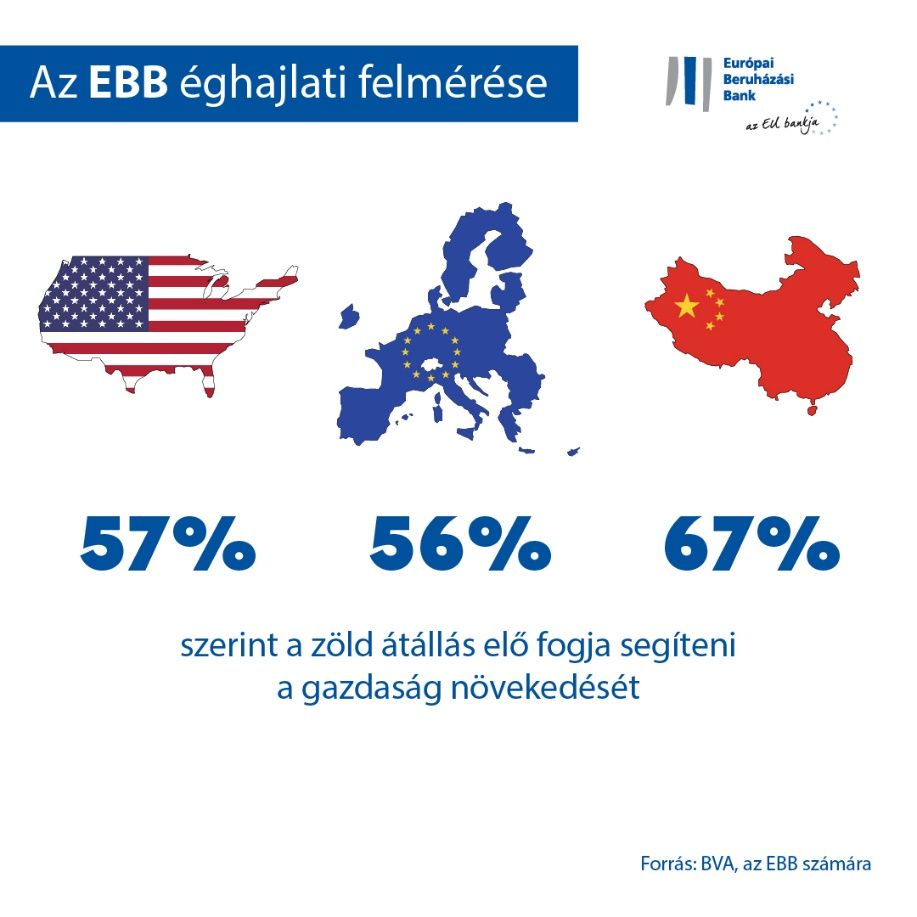 Az EBB éghajlati felmérése
Európai
Beruházási
Bank
az EU bankja
57%
56%
67%
szerint a zöld átállás elő fogja segíteni
a gazdaság növekedését
Forrás: BVA, az EBB számára